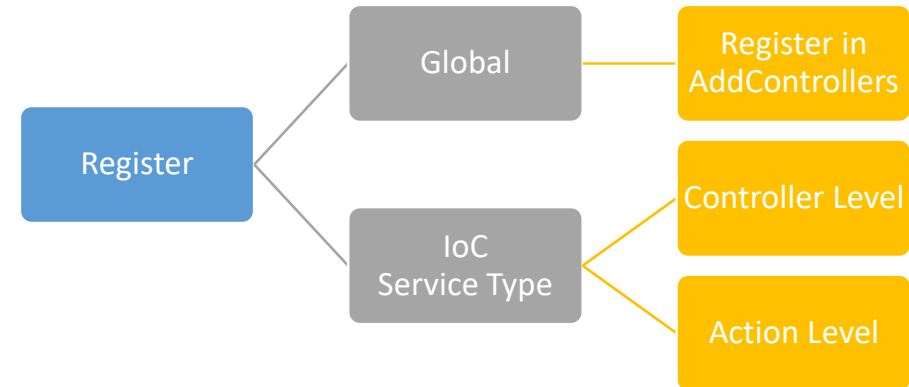 Register
Global
Register in
AddControllers
IoC
Service Type
Controller Level
Action Level